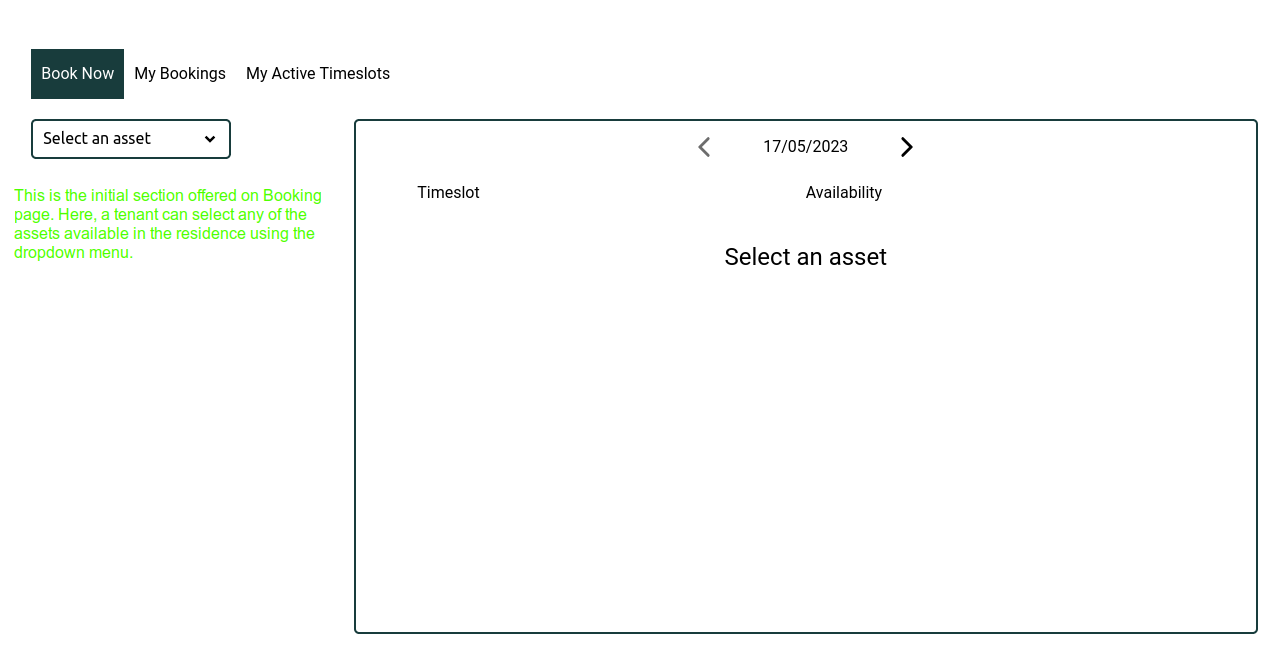 Book Now My Bookings My Active Timeslots
Select an asset
17/05/2023
This is the initial section offered on Booking
page. Here, a tenant can select any of the
assets available in the residence using the
dropdown menu.
Timeslot Availability
Select an asset